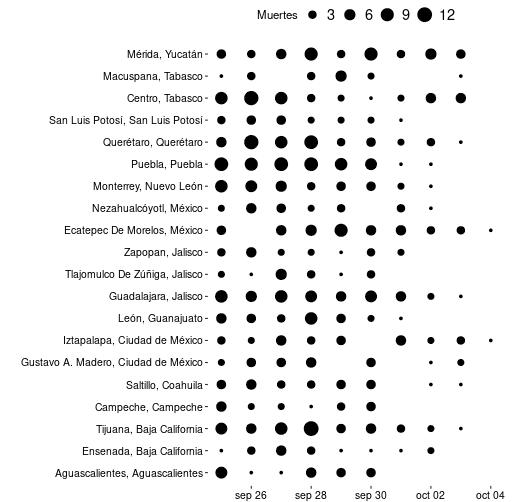 Muertes 3 6 9 12
Mérida, Yucatán
Macuspana, Tabasco
Centro, Tabasco
San Luis Potosí, San Luis Potosí
Querétaro, Querétaro
Puebla, Puebla
Monterrey, Nuevo León
Nezahualcóyotl, México
Ecatepec De Morelos, México
Zapopan, Jalisco
Tlajomulco De Zúñiga, Jalisco
Guadalajara, Jalisco
León, Guanajuato
Iztapalapa, Ciudad de México
Gustavo A. Madero, Ciudad de México
Saltillo, Coahuila
Campeche, Campeche
Tijuana, Baja California
Ensenada, Baja California
Aguascalientes, Aguascalientes
sep 26 sep 28 sep 30 oct 02 oct 04